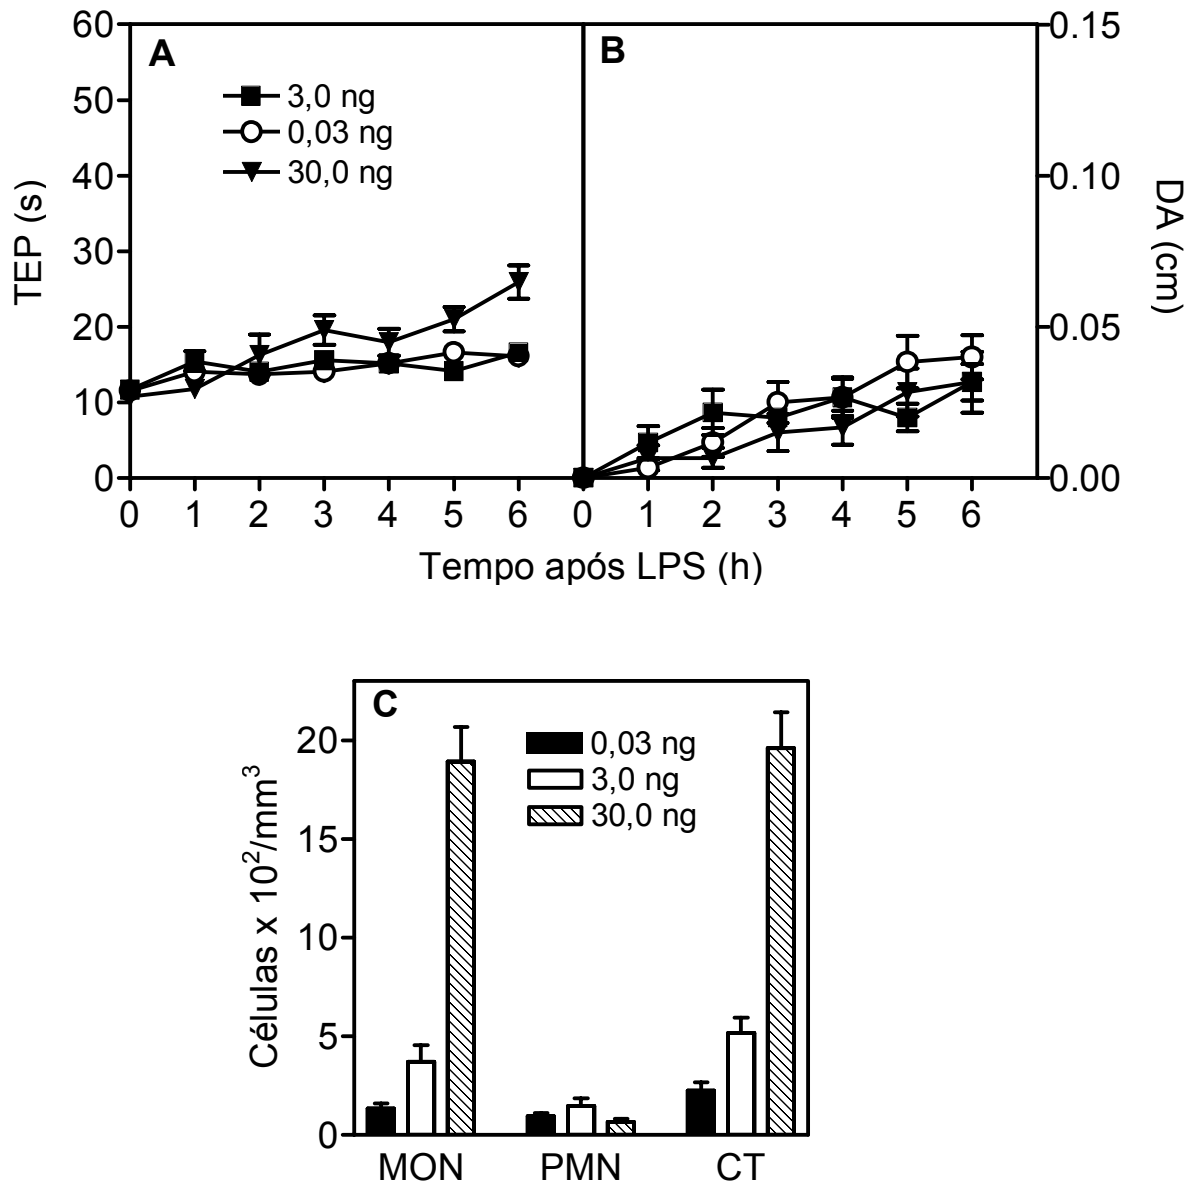 A
B
60
50
40
30
20
10
0
TEP (s)
3,0 ng
0,03 ng
30,0 ng
0.15
0.10
0.05
0.00
DA (cm)
0 1 2 3 4 5 6
0 1 2 3 4 5 6
Tempo após LPS (h)
C
20
15
10
5
0
Células x 10²/mm³
0,03 ng
3,0 ng
30,0 ng
MON PMN CT